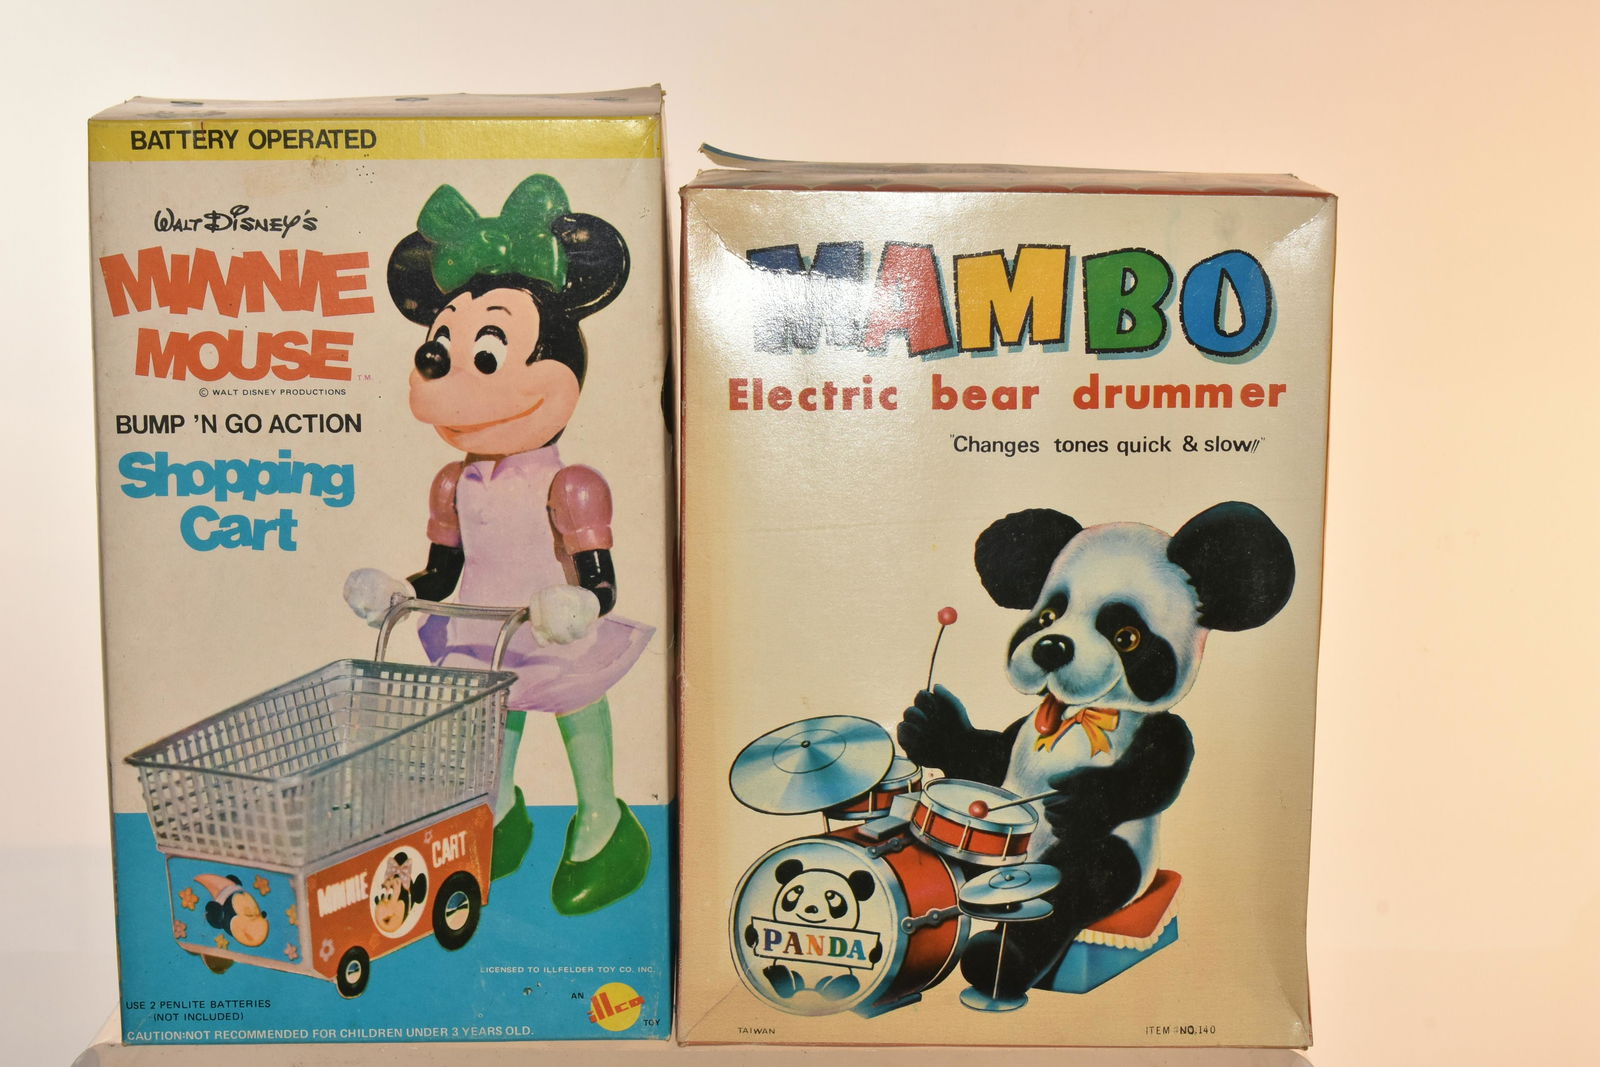 BATTERY OPERATED
WALT DISNEY'S
MINNIE
MOUSE TM
© WALT DISNEY PRODUCTIONS
BUMP 'N GO ACTION
Shopping
Cart
MINNIE CART
LICENSED TO ILLFELDER TOY CO. INC.
AN illco TOY
USE 2 PENLITE BATTERIES
(NOT INCLUDED)
CAUTION:NOT RECOMMENDED FOR CHILDREN UNDER 3 YEARS OLD.
MAMBO
Electric bear drummer
"Changes tones quick & slow!!"
PANDA
TAIWAN
ITEM NO.140